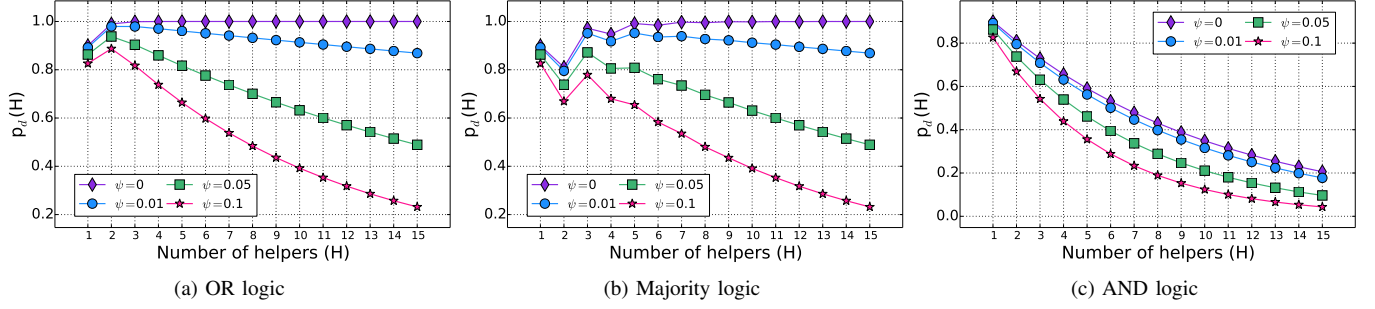 1.0
0.8
0.6
0.4
0.2
p_d(H)
ψ=0
ψ=0.05
ψ=0.01
ψ=0.1
1 2 3 4 5 6 7 8 9 10 11 12 13 14 15
Number of helpers (H)
(a) OR logic
1.0
0.8
0.6
0.4
0.2
p_d(H)
ψ=0
ψ=0.05
ψ=0.01
ψ=0.1
1 2 3 4 5 6 7 8 9 10 11 12 13 14 15
Number of helpers (H)
(b) Majority logic
0.8
0.6
0.4
0.2
0.0
p_d(H)
ψ=0
ψ=0.05
ψ=0.01
ψ=0.1
1 2 3 4 5 6 7 8 9 10 11 12 13 14 15
Number of helpers (H)
(c) AND logic